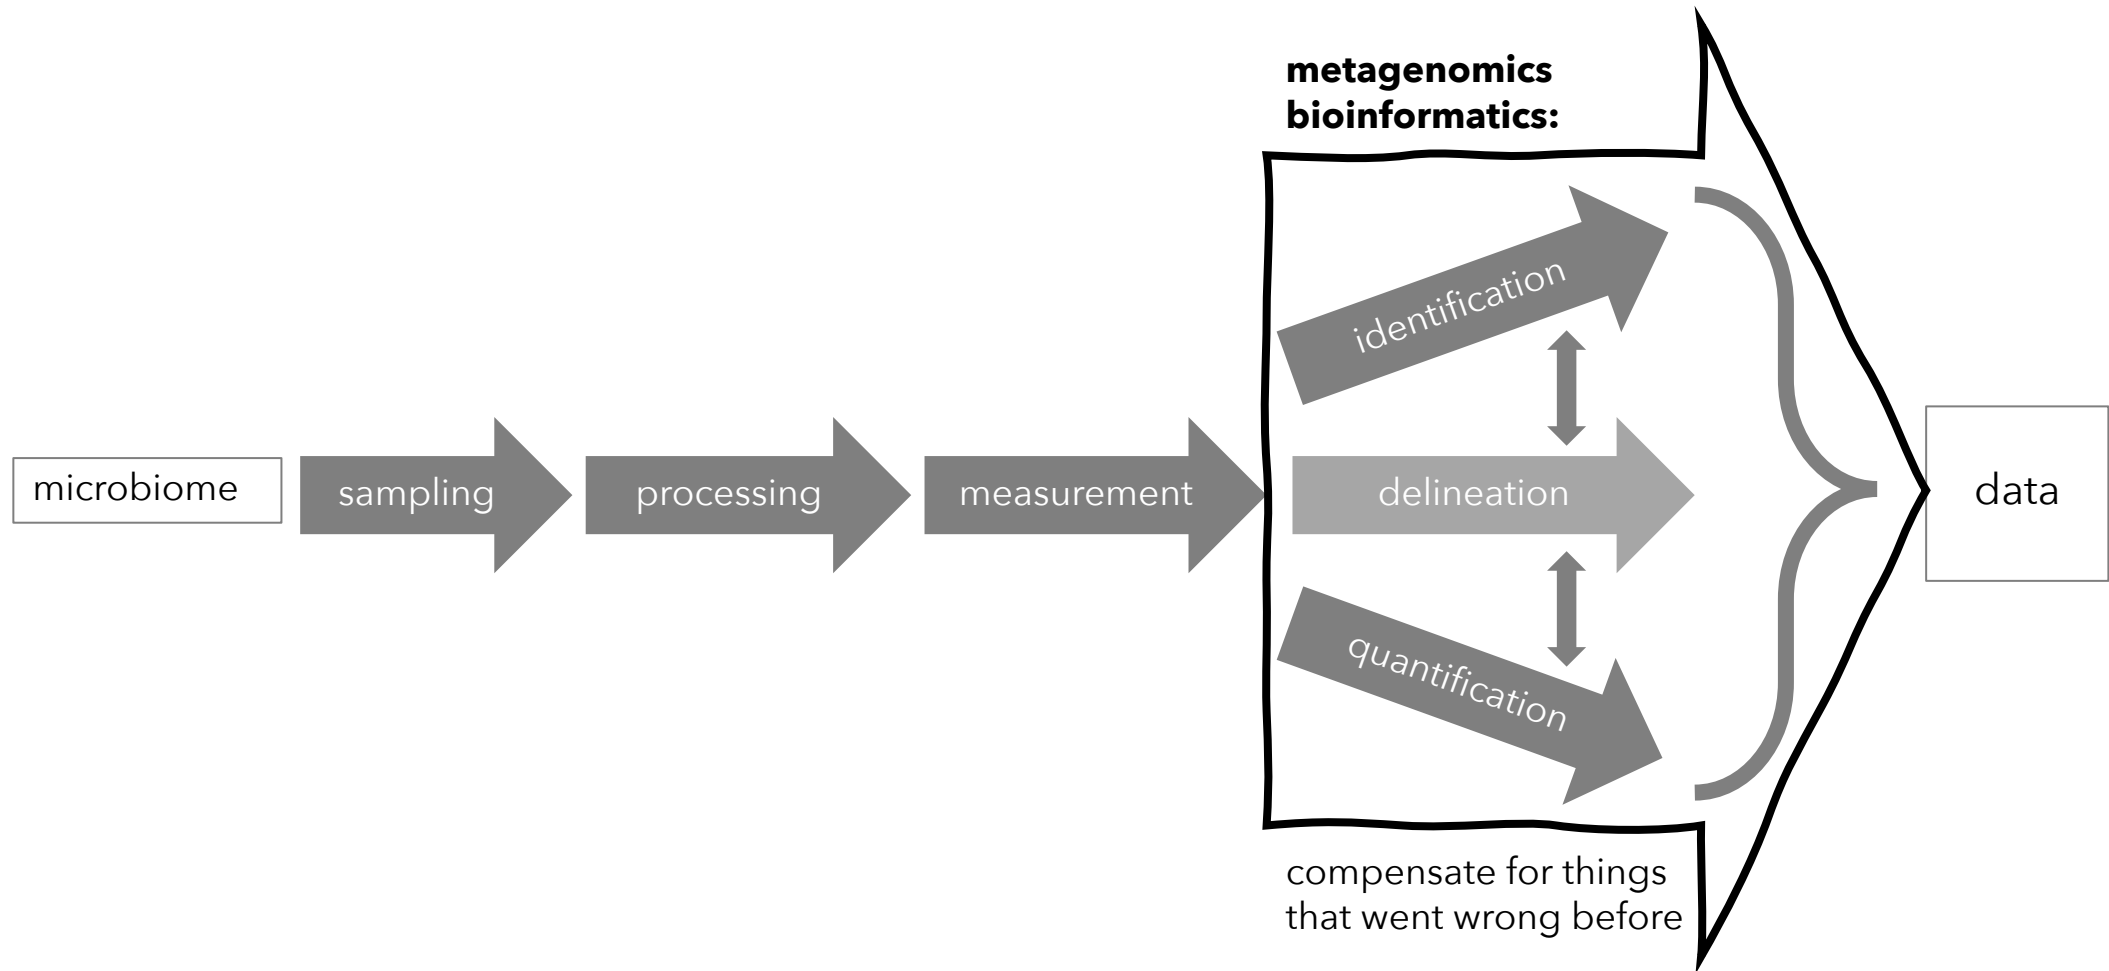 metagenomics
bioinformatics:
identification
microbiome
sampling
processing
measurement
delineation
data
quantification
compensate for things
that went wrong before